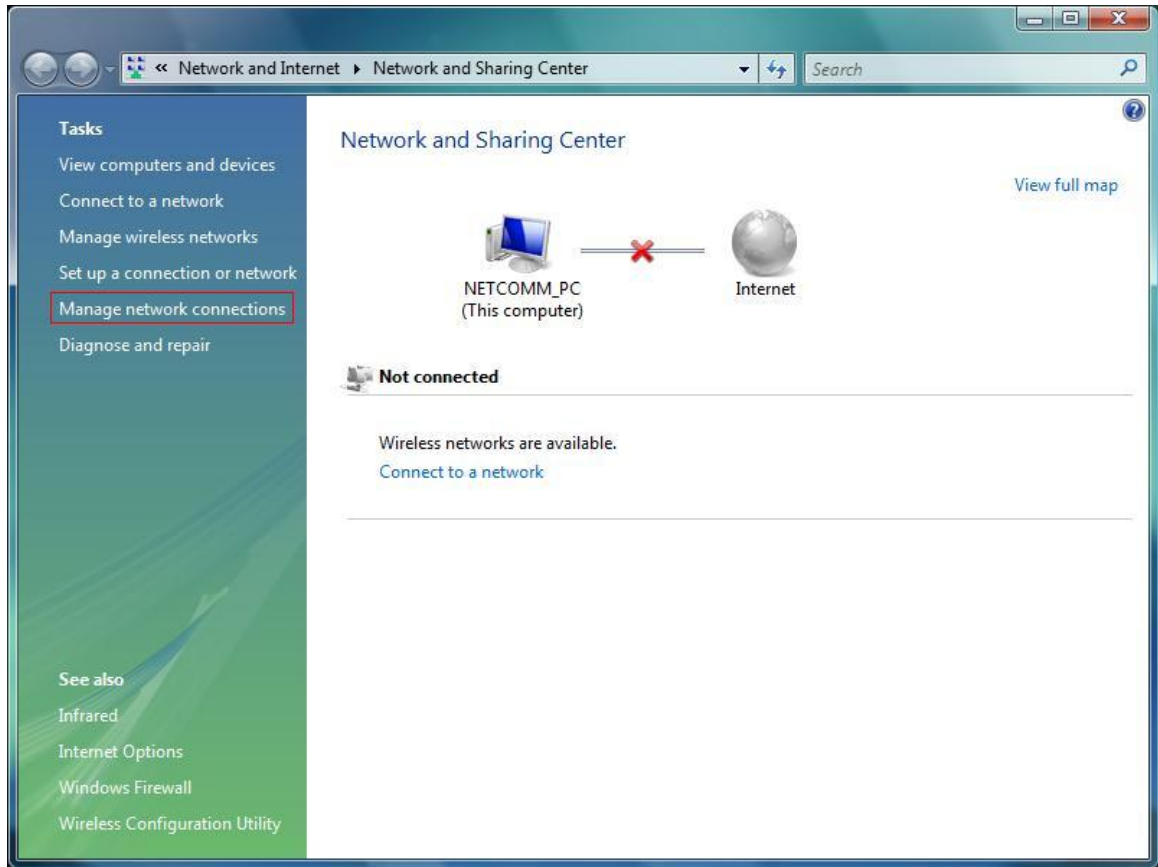 « Network and Internet ▸ Network and Sharing Center
Search
Tasks
View computers and devices
Connect to a network
Manage wireless networks
Set up a connection or network
Manage network connections
Diagnose and repair
See also
Infrared
Internet Options
Windows Firewall
Wireless Configuration Utility
Network and Sharing Center
View full map
NETCOMM_PC
(This computer)
Internet
Not connected
Wireless networks are available.
Connect to a network